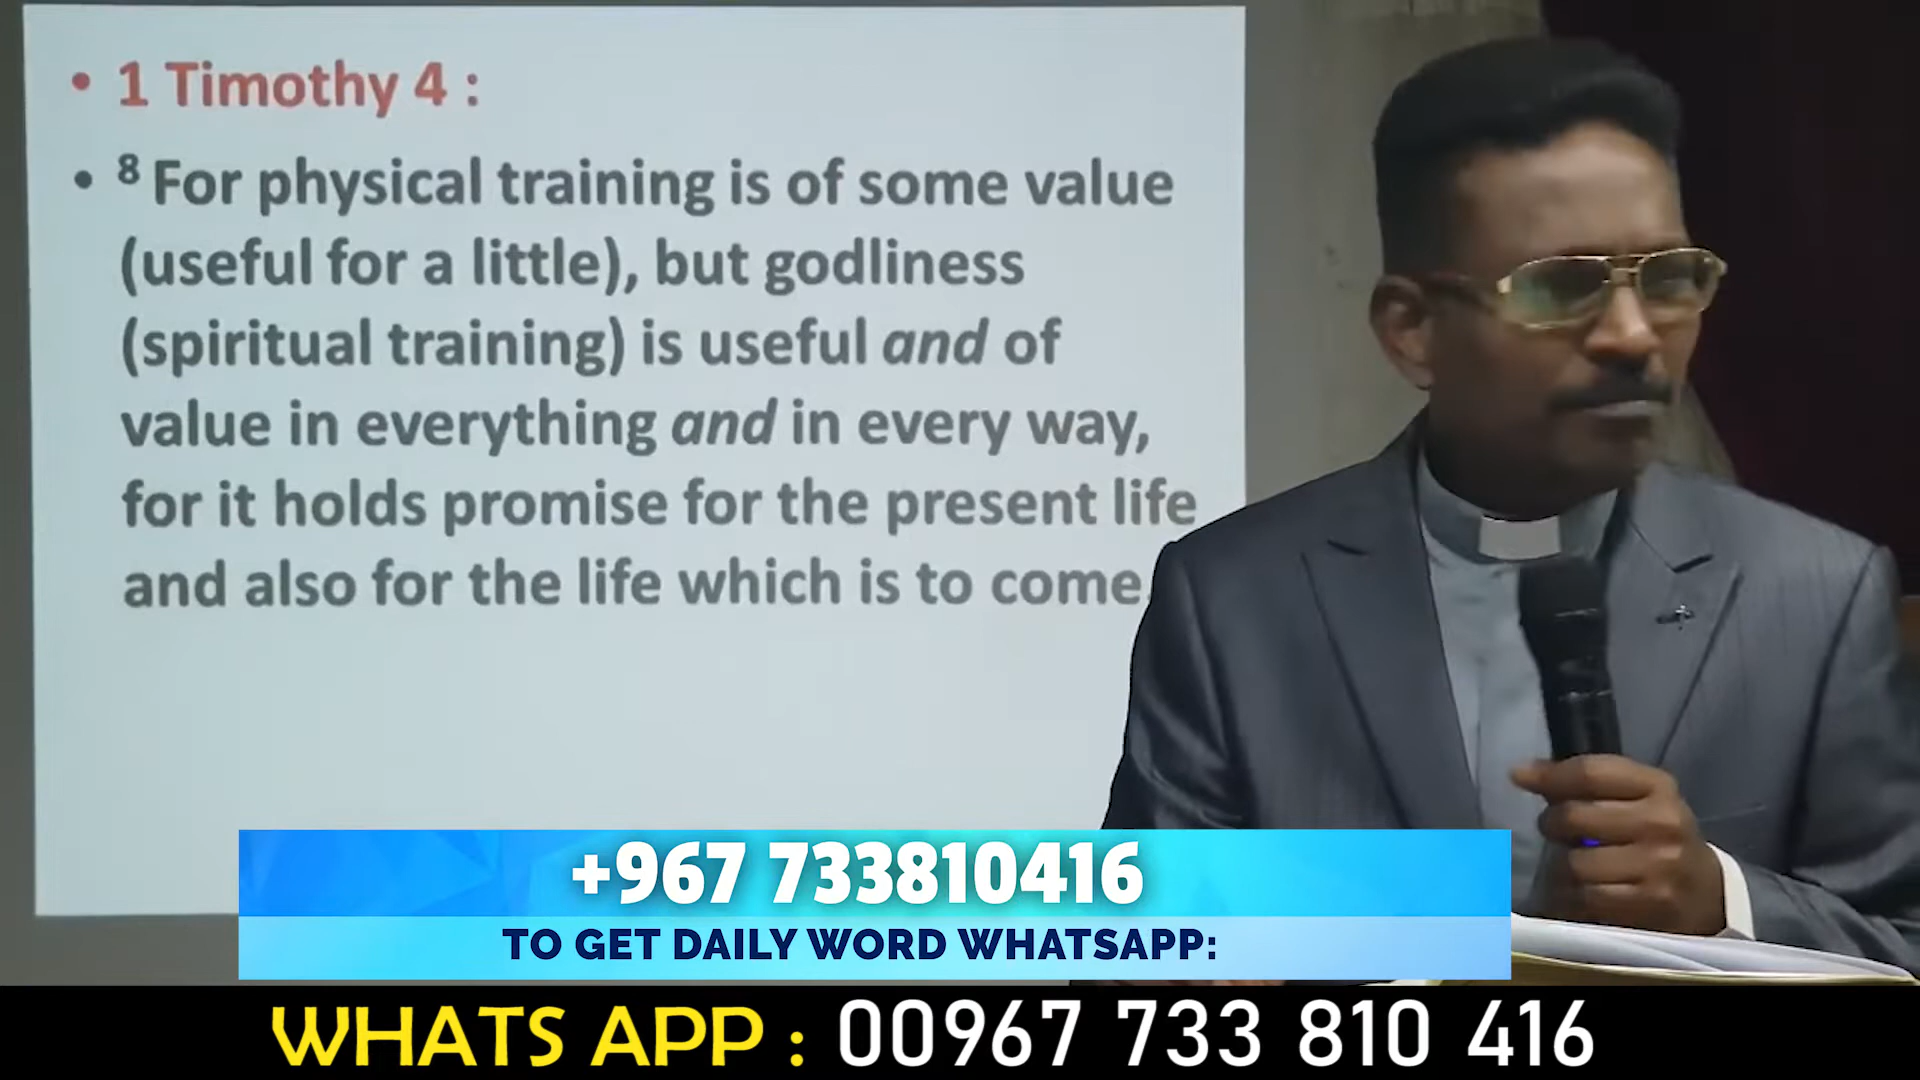 • 1 Timothy 4 :
• 8 For physical training is of some value
(useful for a little), but godliness
(spiritual training) is useful and of
value in everything and in every way,
for it holds promise for the present life
and also for the life which is to come.
+967 733810416
TO GET DAILY WORD WHATSAPP:
WHATS APP : 00967 733 810 416